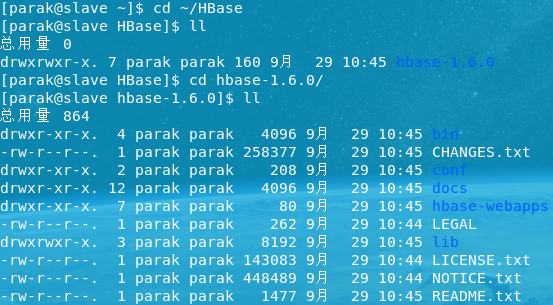 [parak@slave ~]$ cd ~/HBase
[parak@slave HBase]$ ll
总用量 0
drwxrwxr-x. 7 parak parak 160 9月  29 10:45 hbase-1.6.0
[parak@slave HBase]$ cd hbase-1.6.0/
[parak@slave hbase-1.6.0]$ ll
总用量 864
drwxr-xr-x.  4 parak parak   4096 9月  29 10:45 bin
-rw-r--r--.  1 parak parak 258377 9月  29 10:45 CHANGES.txt
drwxr-xr-x.  2 parak parak    208 9月  29 10:45 conf
drwxr-xr-x. 12 parak parak   4096 9月  29 10:45 docs
drwxrwxr-x.  7 parak parak     80 9月  29 10:45 hbase-webapps
-rw-r--r--.  1 parak parak    262 9月  29 10:44 LEGAL
drwxrwxr-x.  3 parak parak   8192 9月  29 10:45 lib
-rw-r--r--.  1 parak parak 143083 9月  29 10:44 LICENSE.txt
-rw-r--r--.  1 parak parak 448489 9月  29 10:44 NOTICE.txt
-rw-r--r--.  1 parak parak   1477 9月  29 10:45 README.txt